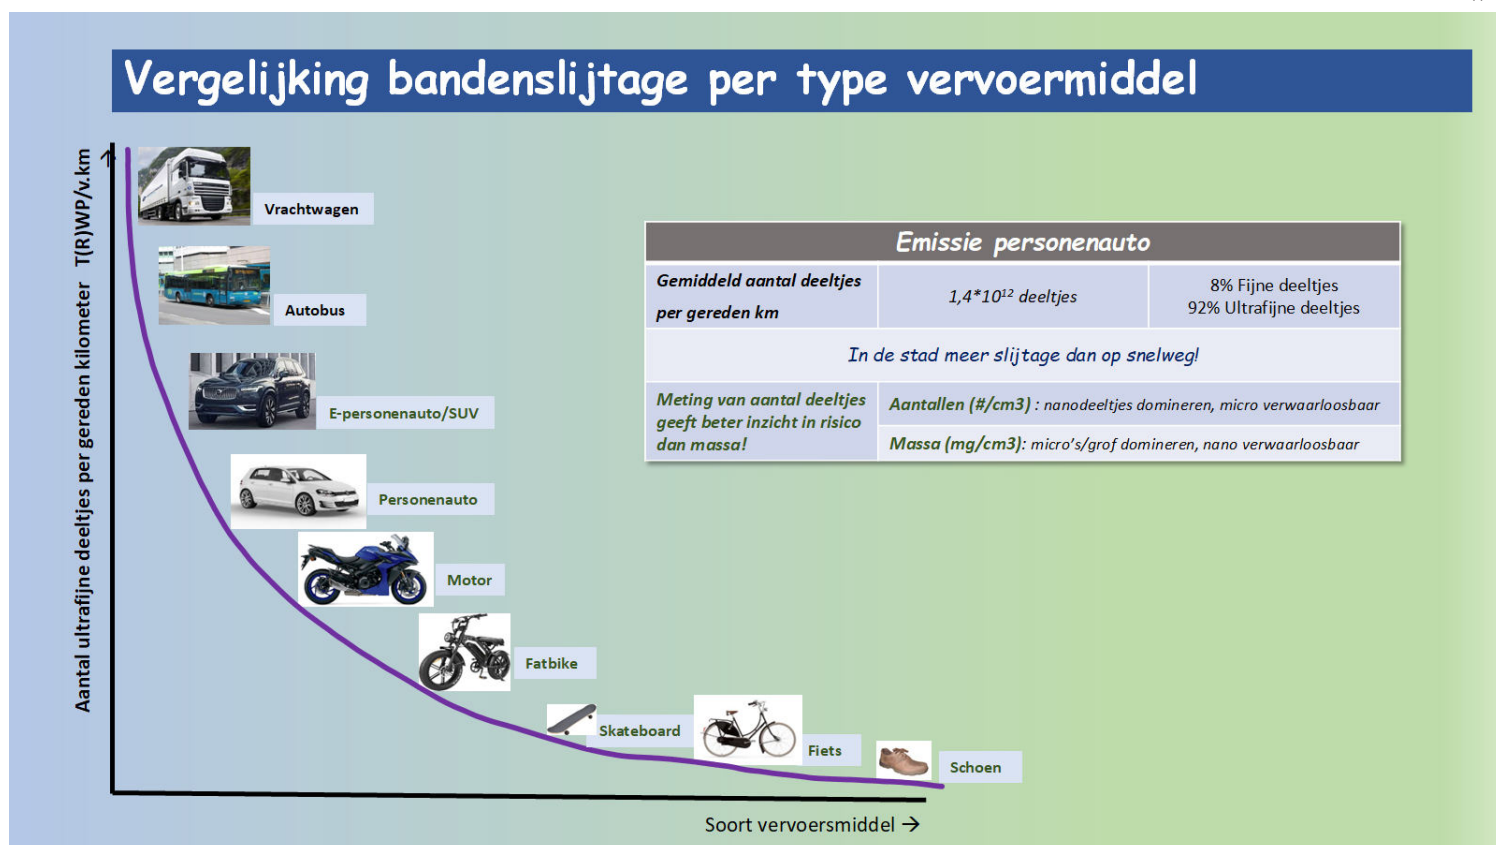 Vergelijking bandenslijtage per type vervoermiddel
Aantal ultrafijne deeltjes per gereden kilometer T(R)WP/v.km →
Vrachtwagen
Autobus
E-personenauto/SUV
Personenauto
Motor
Fatbike
Skateboard
Fiets
Schoen
Soort vervoersmiddel →
Emissie personenauto
Gemiddeld aantal deeltjes
per gereden km
1,4*10¹² deeltjes
8% Fijne deeltjes
92% Ultrafijne deeltjes
In de stad meer slijtage dan op snelweg!
Meting van aantal deeltjes
geeft beter inzicht in risico
dan massa!
Aantallen (#/cm3) : nanodeeltjes domineren, micro verwaarloosbaar
Massa (mg/cm3): micro's/grof domineren, nano verwaarloosbaar